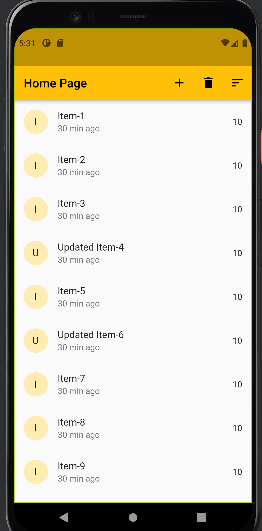 5:31
Home Page
I
Item-1
10
30 min ago
I
Item-2
10
30 min ago
I
Item-3
10
30 min ago
U
Updated Item-4
10
30 min ago
I
Item-5
10
30 min ago
U
Updated Item-6
10
30 min ago
I
Item-7
10
30 min ago
I
Item-8
10
30 min ago
I
Item-9
10
30 min ago